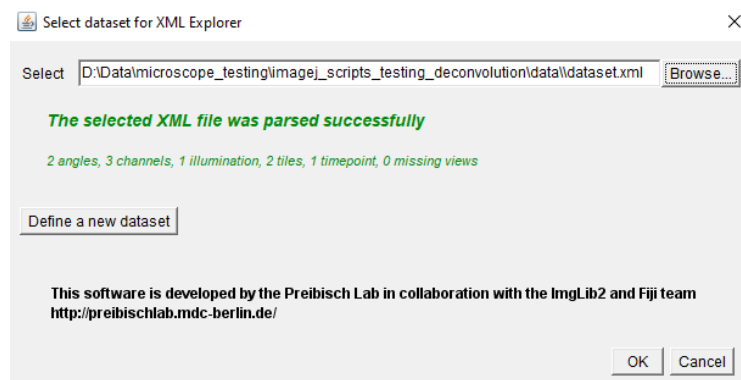 Select dataset for XML Explorer
Select D:\Data\microscope_testing\imagej_scripts_testing_deconvolution\data\\dataset.xml Browse...
The selected XML file was parsed successfully
2 angles, 3 channels, 1 illumination, 2 tiles, 1 timepoint, 0 missing views
Define a new dataset
This software is developed by the Preibisch Lab in collaboration with the ImgLib2 and Fiji team
http://preibischlab.mdc-berlin.de/
OK Cancel